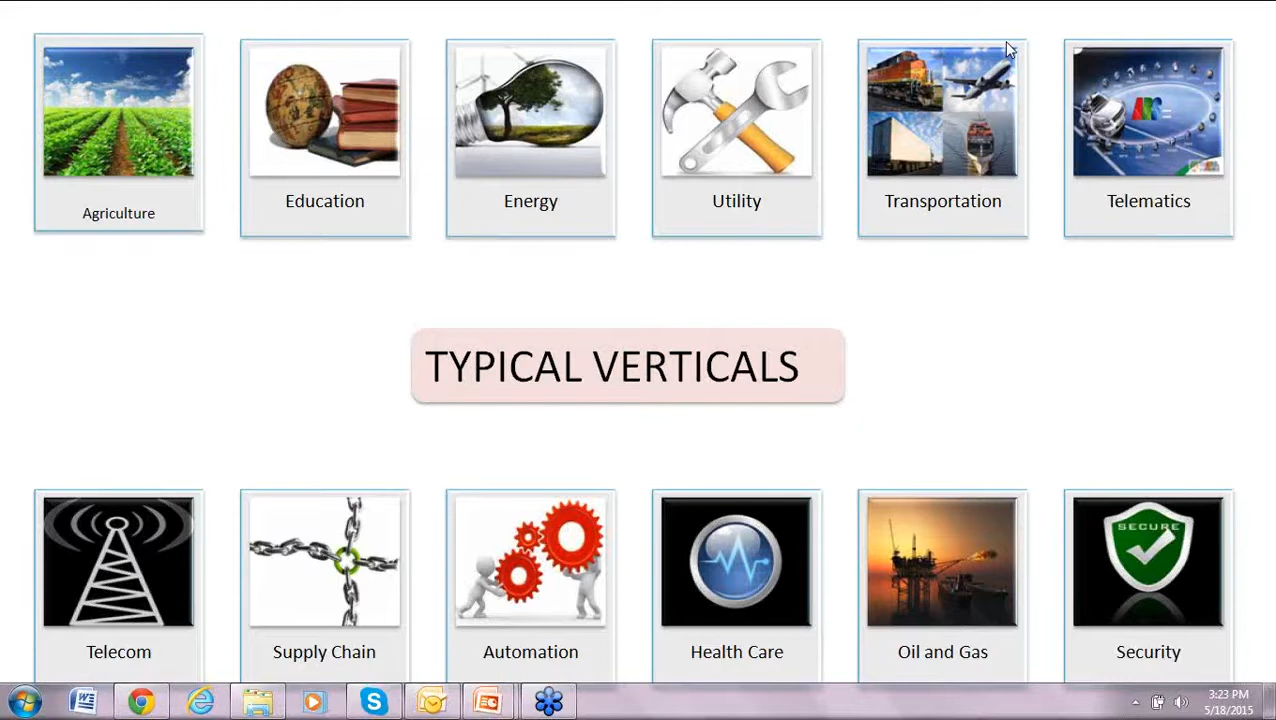 Agriculture
Education
Energy
Utility
Transportation
Telematics
TYPICAL VERTICALS
SECURE
Telecom
Supply Chain
Automation
Health Care
Oil and Gas
Security
3:23 PM
5/18/2015